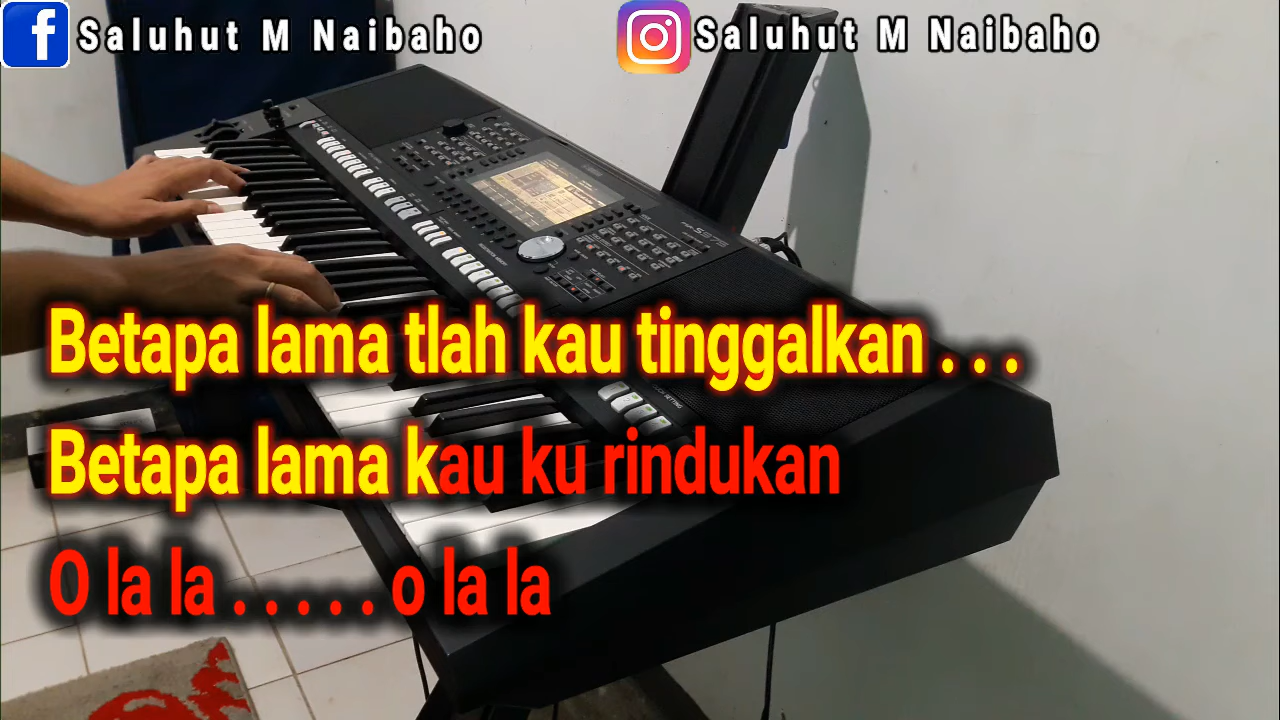 Saluhut M Naibaho
Saluhut M Naibaho
Betapa lama tlah kau tinggalkan . . .
Betapa lama kau ku rindukan
O la la . . . . . o la la